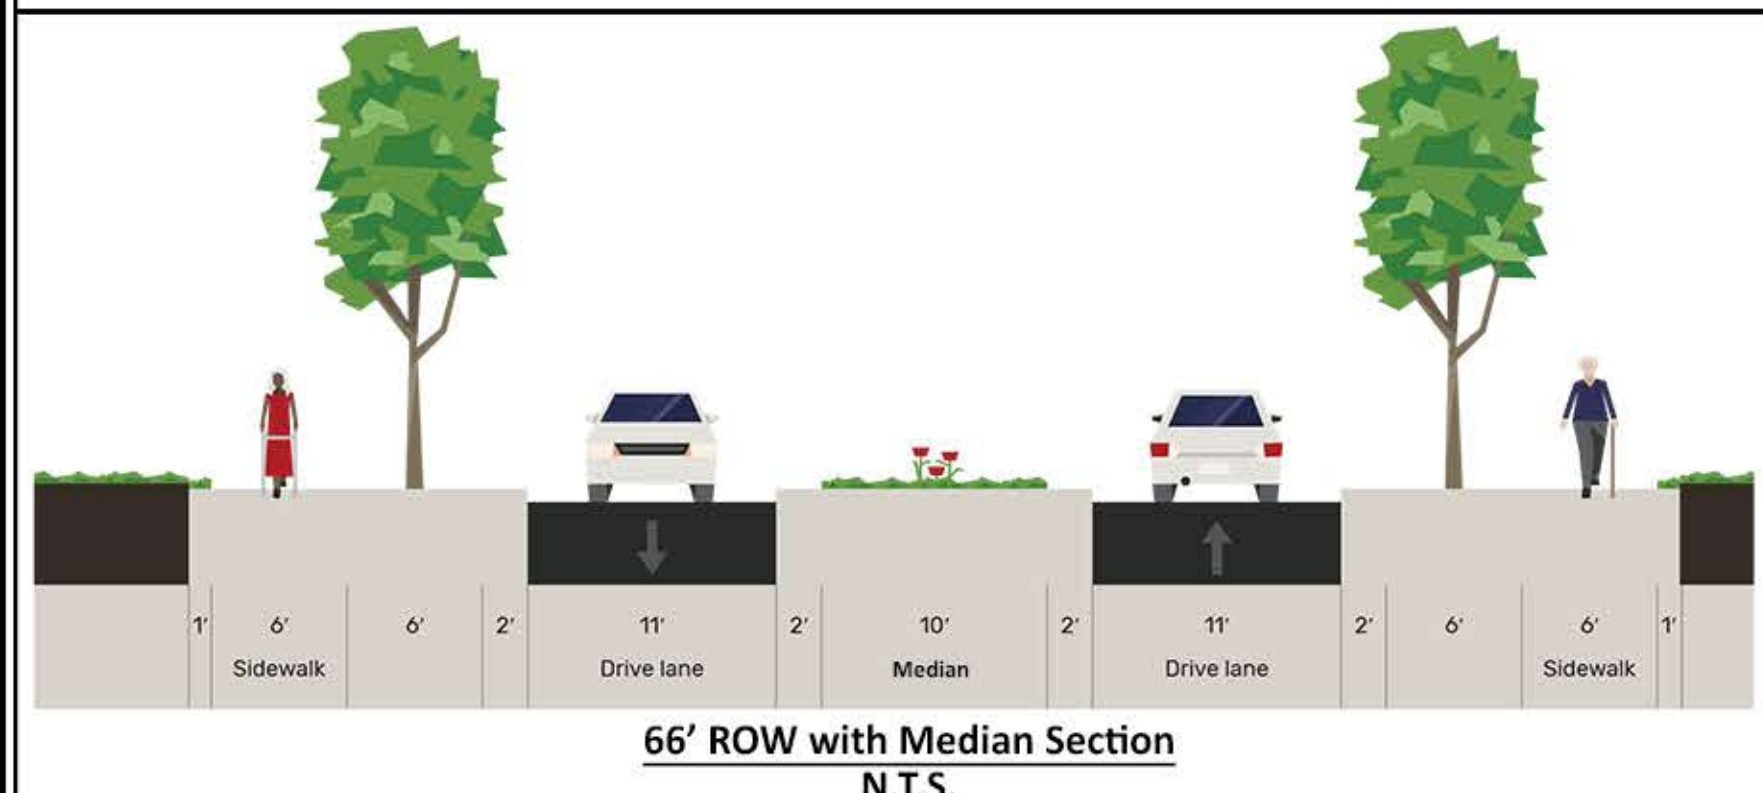 1′ 6′ 6′ 2′ 11′ 2′ 10′ 2′ 11′ 2′ 6′ 6′ 1′
Sidewalk Drive lane Median Drive lane Sidewalk
66′ ROW with Median Section
N.T.S.